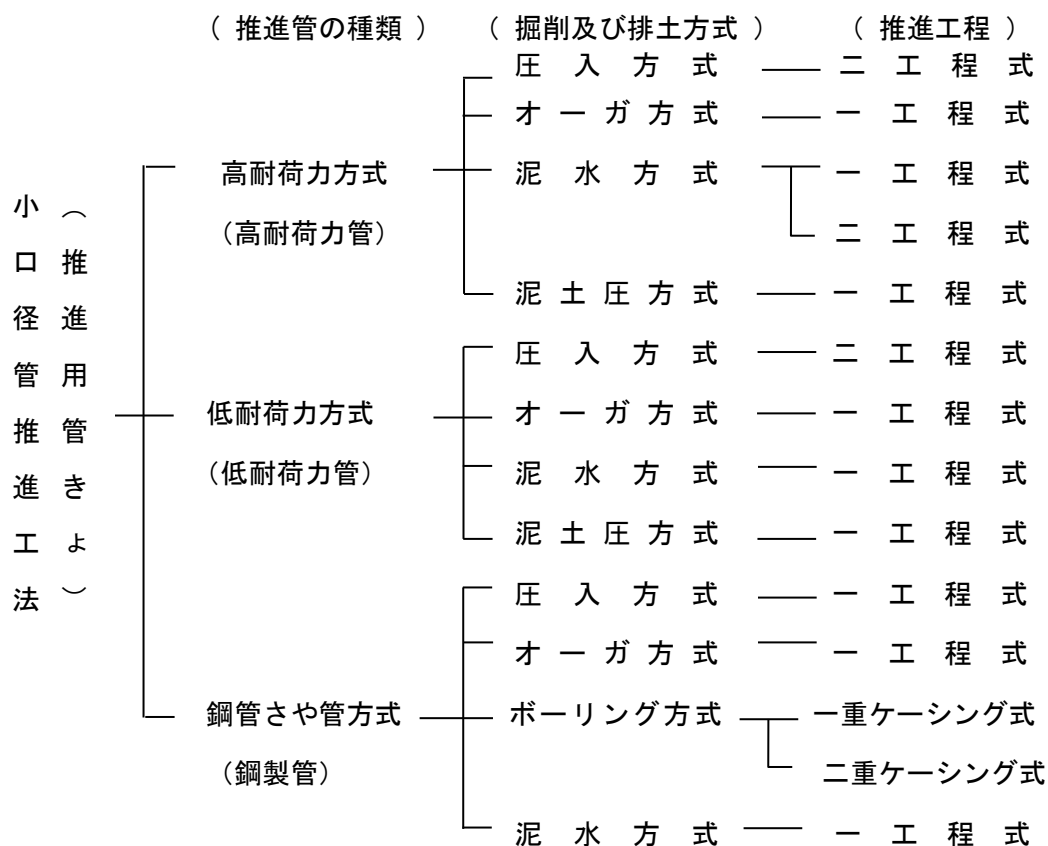 （ 推進管の種類 ） （ 掘削及び排土方式 ） （ 推進工程 ）
小口径管推進工法
（推進用管きょ）
高耐荷力方式
（高耐荷力管）
圧入方式 二工程式
オーガ方式 一工程式
泥水方式 一工程式
二工程式
泥土圧方式 一工程式
低耐荷力方式
（低耐荷力管）
圧入方式 二工程式
オーガ方式 一工程式
泥水方式 一工程式
泥土圧方式 一工程式
鋼管さや管方式
（鋼製管）
圧入方式 一工程式
オーガ方式 一工程式
ボーリング方式 一重ケーシング式
二重ケーシング式
泥水方式 一工程式